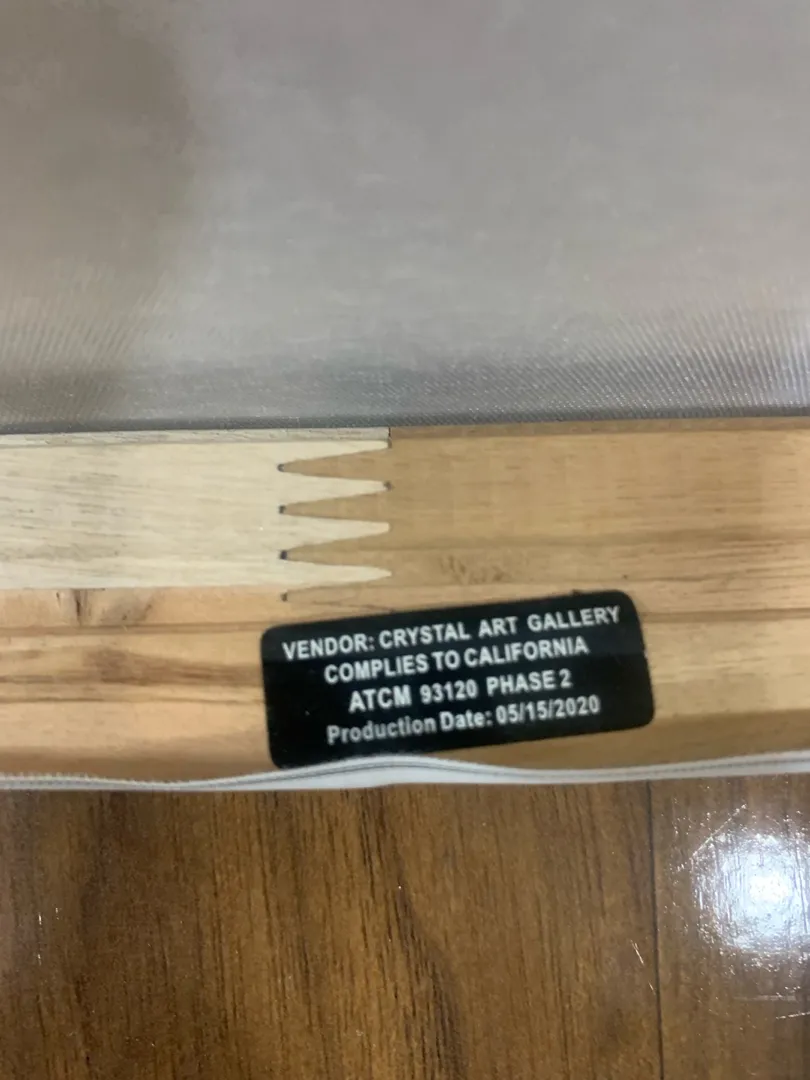 VENDOR: CRYSTAL ART GALLERY
COMPLIES TO CALIFORNIA
ATCM 93120 PHASE 2
Production Date: 05/15/2020